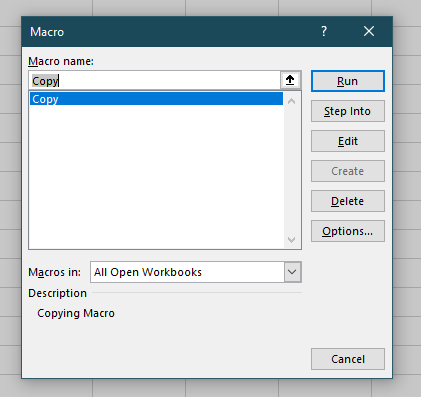 Macro
?
Macro name:
Copy
Run
Copy
Step Into
Edit
Create
Delete
Options...
Macros in: All Open Workbooks
Description
Copying Macro
Cancel